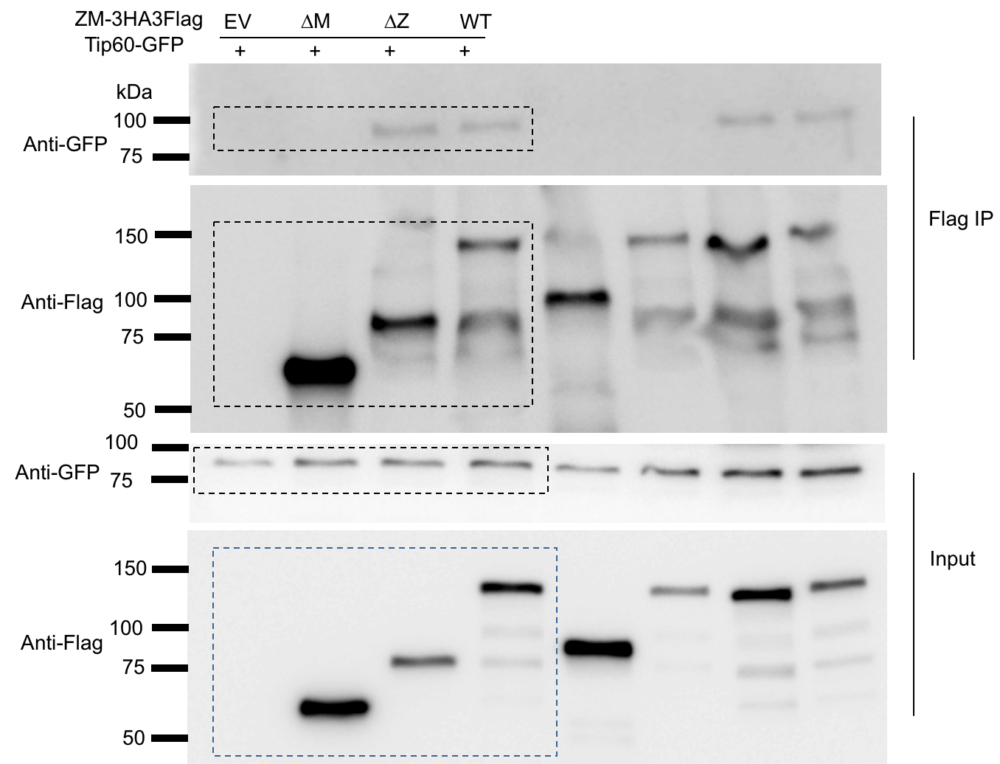 ZM-3HA3Flag EV ΔM ΔZ WT
Tip60-GFP + + + +
kDa
100
Anti-GFP
75
Flag IP
150
Anti-Flag 100
75
50
100
Anti-GFP
75
Input
150
100
Anti-Flag
75
50